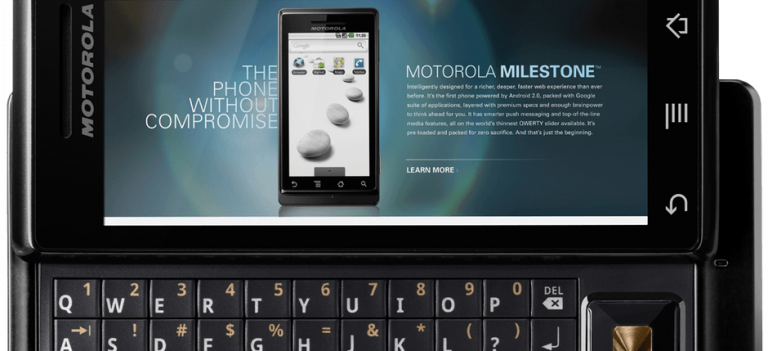 MOTOROLA
THE
PHONE
WITHOUT
COMPROMISE
MOTOROLA
Google
MOTOROLA MILESTONE™
Intelligently designed for a richer, deeper, faster web experience than ever
before. It's the first phone powered by Android 2.0, packed with Google
suite of applications, layered with premium specs and enough brainpower
to think ahead for you. It has smarter push messaging and top-of-the-line
media features, all on the world's thinnest QWERTY slider available. It's
pre-loaded and packed for zero sacrifice. And that's just the beginning.
LEARN MORE
Q 1 W 2 E 3 R 4 T 5 Y 6 U 7 I 8 O 9 P 0 DEL
A S ! D # F $ G % H = J & K * L ( ? )